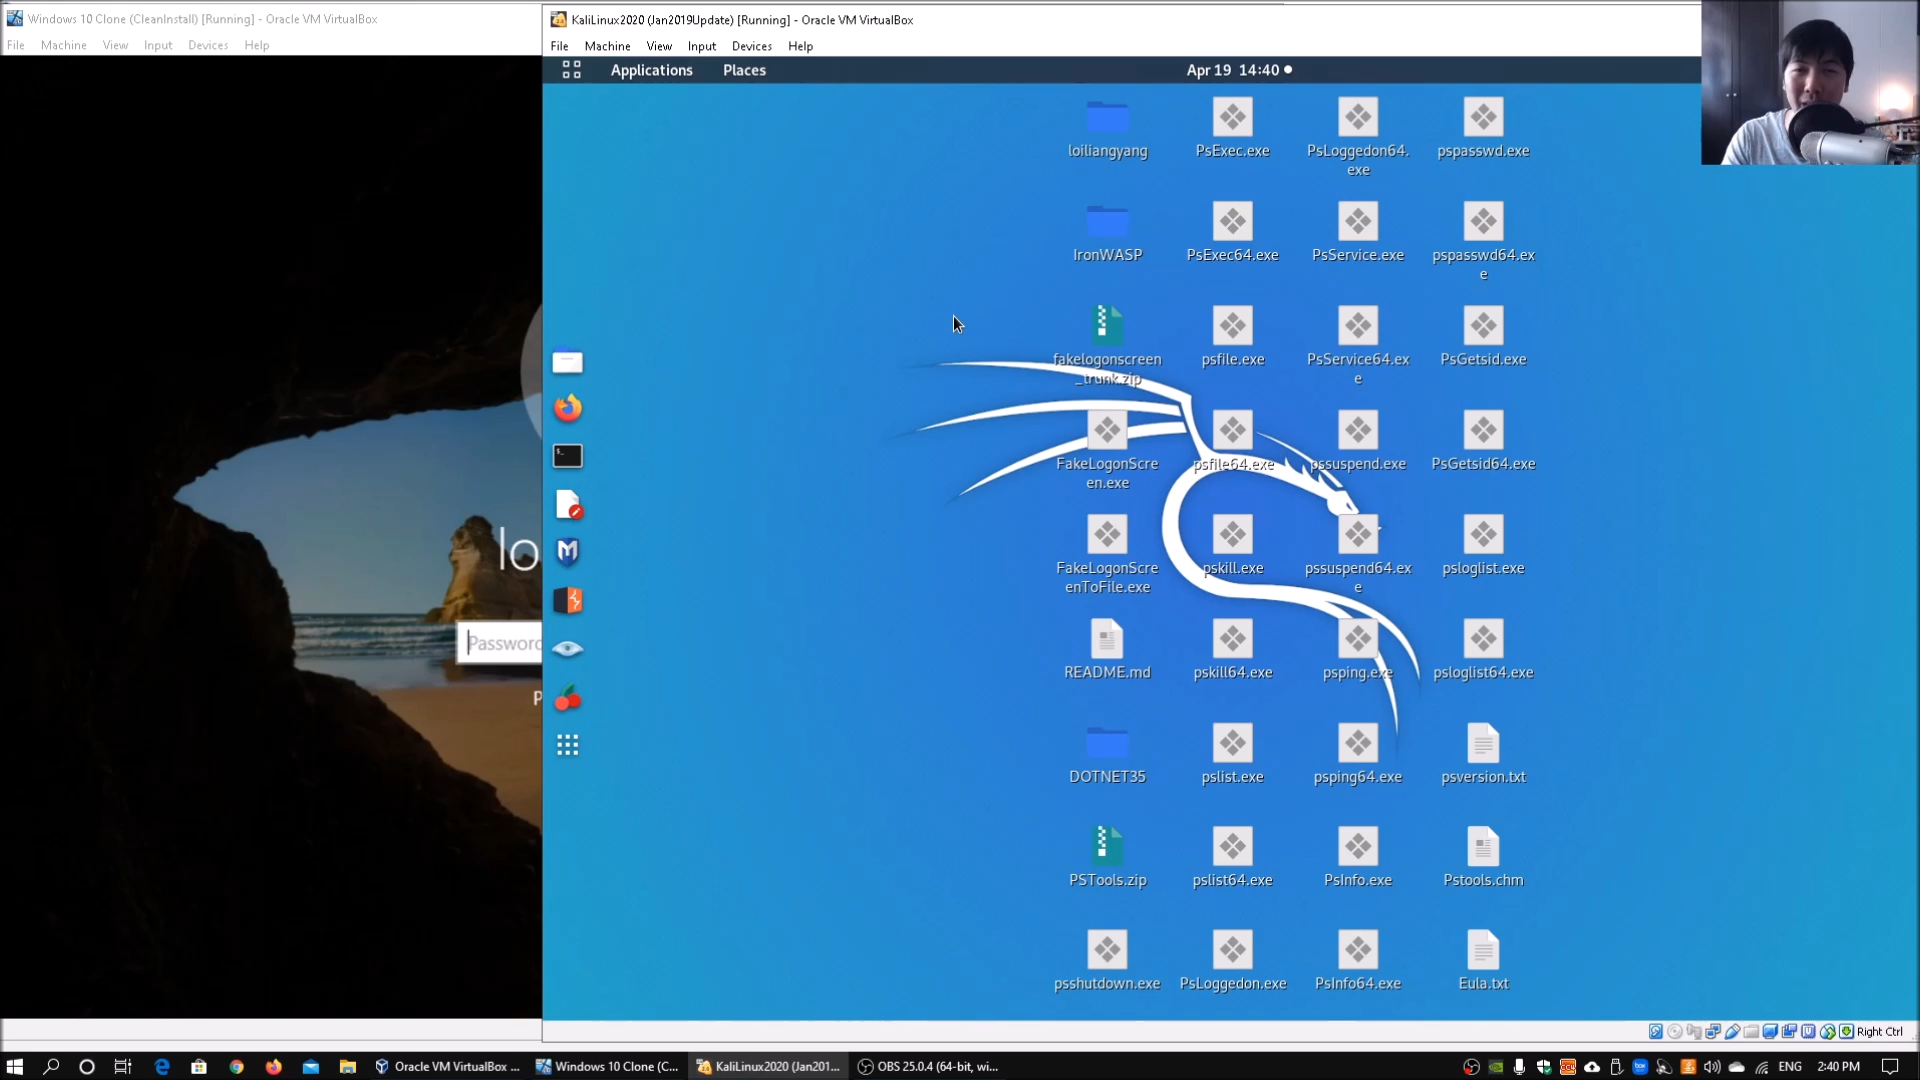 Windows 10 Clone (CleanInstall) [Running] - Oracle VM VirtualBox
File Machine View Input Devices Help
KaliLinux2020 (Jan2019Update) [Running] - Oracle VM VirtualBox
File Machine View Input Devices Help
Applications Places Apr 19 14:40
loiliangyang PsExec.exe PsLoggedon64. pspasswd.exe
exe
IronWASP PsExec64.exe PsService.exe pspasswd64.ex
e
fakelogonscreen psfile.exe PsService64.ex PsGetsid.exe
_trunk.zip e
FakeLogonScre psfile64.exe pssuspend.exe PsGetsid64.exe
en.exe
FakeLogonScre pskill.exe pssuspend64.ex psloglist.exe
enToFile.exe e
README.md pskill64.exe psping.exe psloglist64.exe
DOTNET35 pslist.exe psping64.exe psversion.txt
PSTools.zip pslist64.exe PsInfo.exe Pstools.chm
psshutdown.exe PsLoggedon.exe PsInfo64.exe Eula.txt
lo
Password
P
Right Ctrl
Oracle VM VirtualBox ... Windows 10 Clone (C... KaliLinux2020 (Jan201... OBS 25.0.4 (64-bit, wi... ENG 2:40 PM